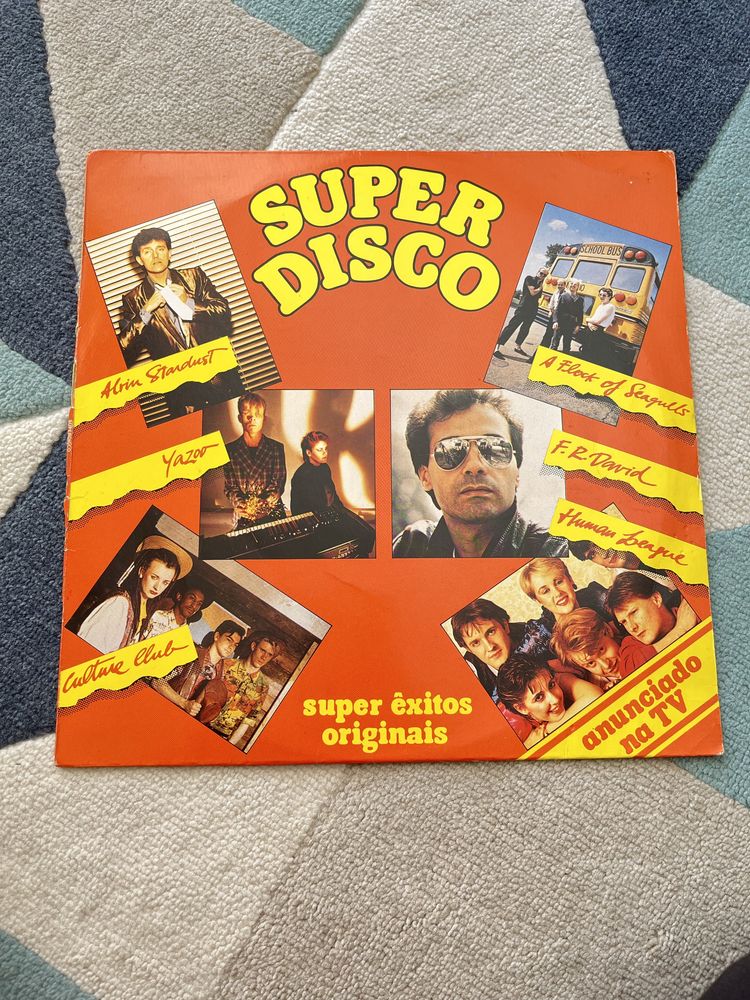 SUPER
DISCO
SCHOOL BUS
Alvin Stardust
A Flock of Seagulls
Yazoo
F.R. David
Human League
Culture Club
super êxitos
originais
anunciado
na TV